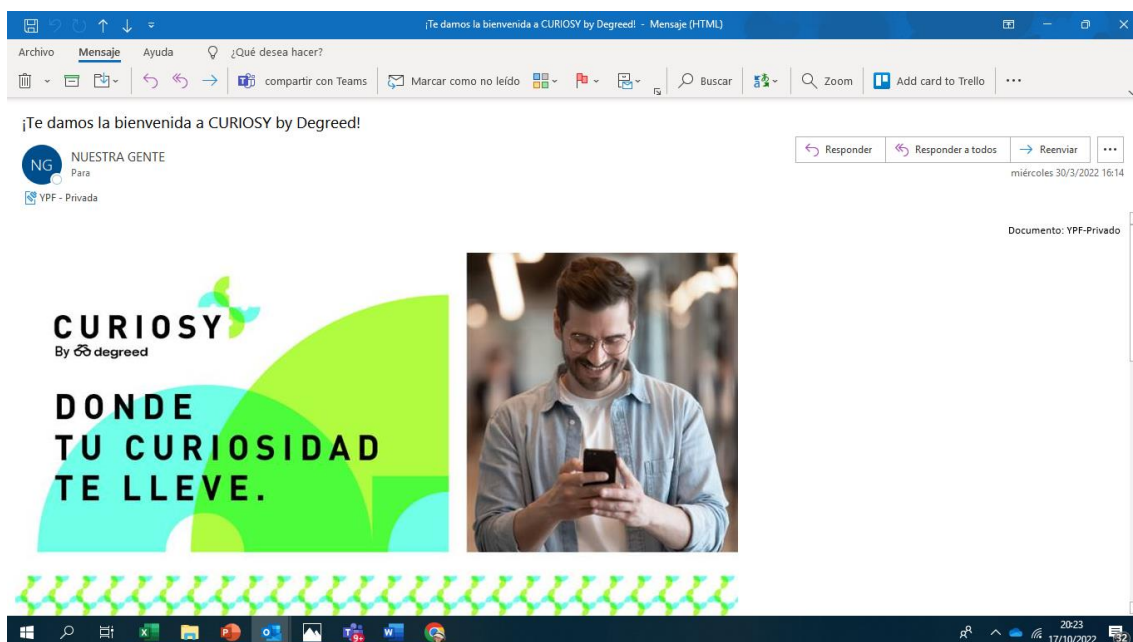 ¡Te damos la bienvenida a CURIOSY by Degreed! - Mensaje (HTML)
Archivo Mensaje Ayuda ¿Qué desea hacer?
compartir con Teams Marcar como no leído Buscar Zoom Add card to Trello
¡Te damos la bienvenida a CURIOSY by Degreed!
NG NUESTRA GENTE
Para
Responder Responder a todos Reenviar
miércoles 30/3/2022 16:14
YPF - Privada
Documento: YPF-Privado
CURIOSY
By degreed
DONDE
TU CURIOSIDAD
TE LLEVE.
20:23
17/10/2022